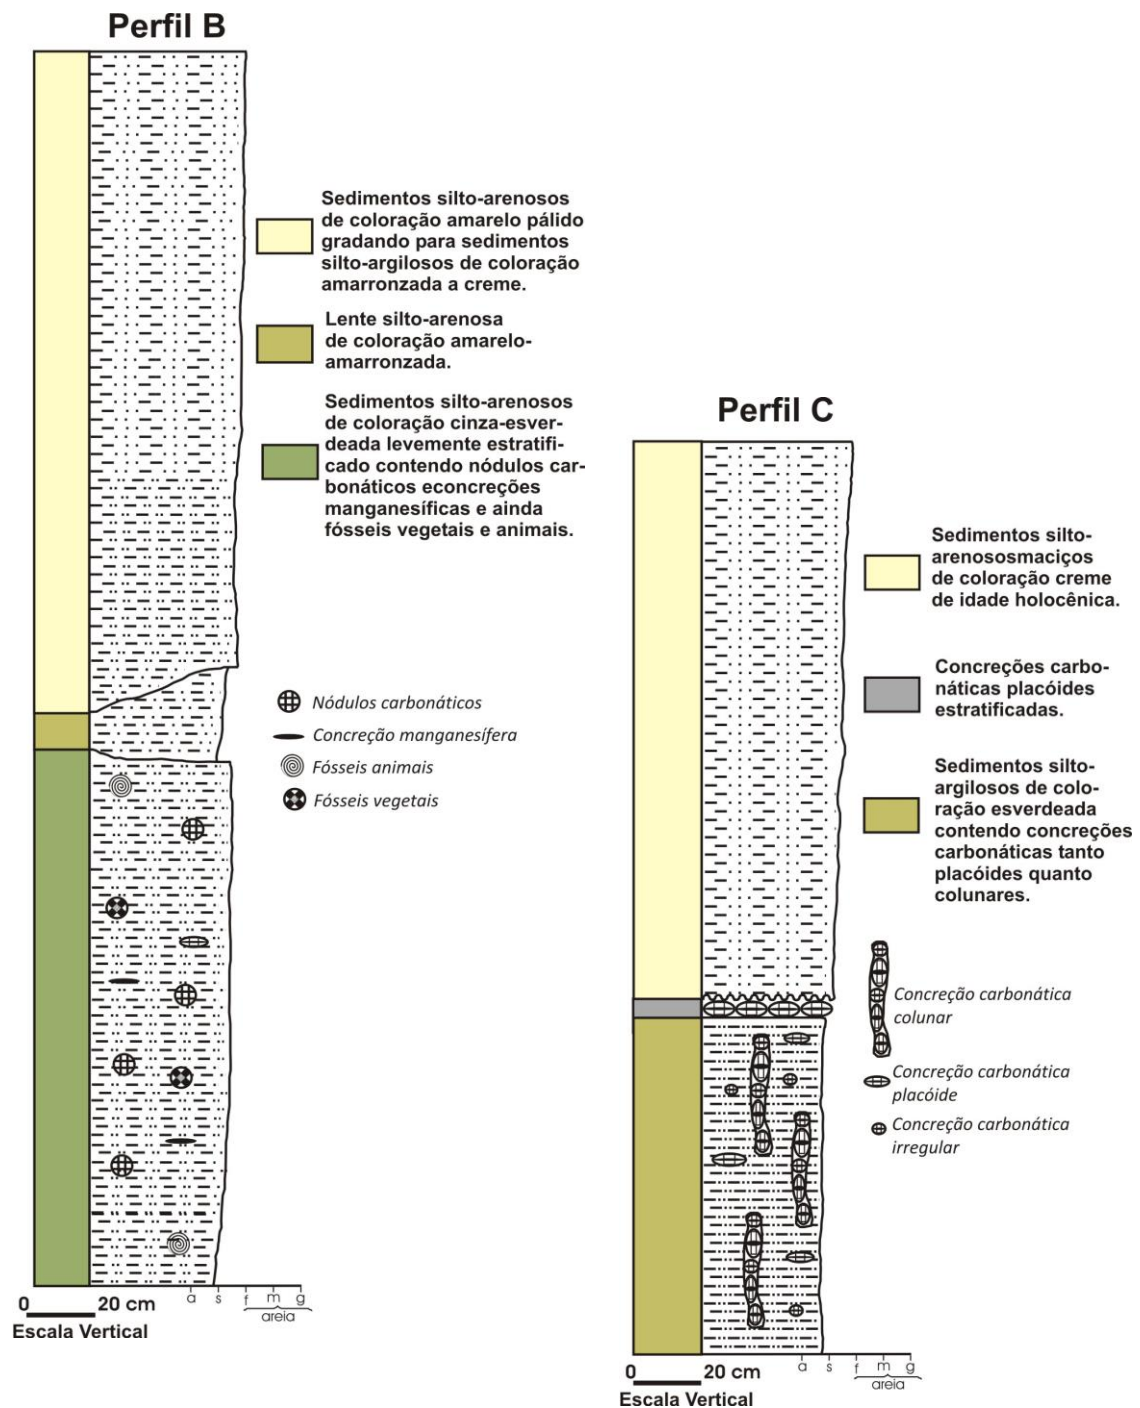 Perfil B
Sedimentos silto-arenosos
de coloração amarelo pálido
gradando para sedimentos
silto-argilosos de coloração
amarronzada a creme.
Lente silto-arenosa
de coloração amarelo-
amarronzada.
Sedimentos silto-arenosos
de coloração cinza-esver-
deada levemente estratifi-
cado contendo nódulos car-
bonáticos econcreções
manganesíficas e ainda
fósseis vegetais e animais.
Nódulos carbonáticos
Concreção manganesífera
Fósseis animais
Fósseis vegetais
0 20 cm
Escala Vertical
a s f m g
areia
Perfil C
Sedimentos silto-
arenososmaciços
de coloração creme
de idade holocênica.
Concreções carbo-
náticas placóides
estratificadas.
Sedimentos silto-
argilosos de colo-
ração esverdeada
contendo concreções
carbonáticas tanto
placóides quanto
colunares.
Concreção carbonática
colunar
Concreção carbonática
placóide
Concreção carbonática
irregular
0 20 cm
Escala Vertical
a s f m g
areia